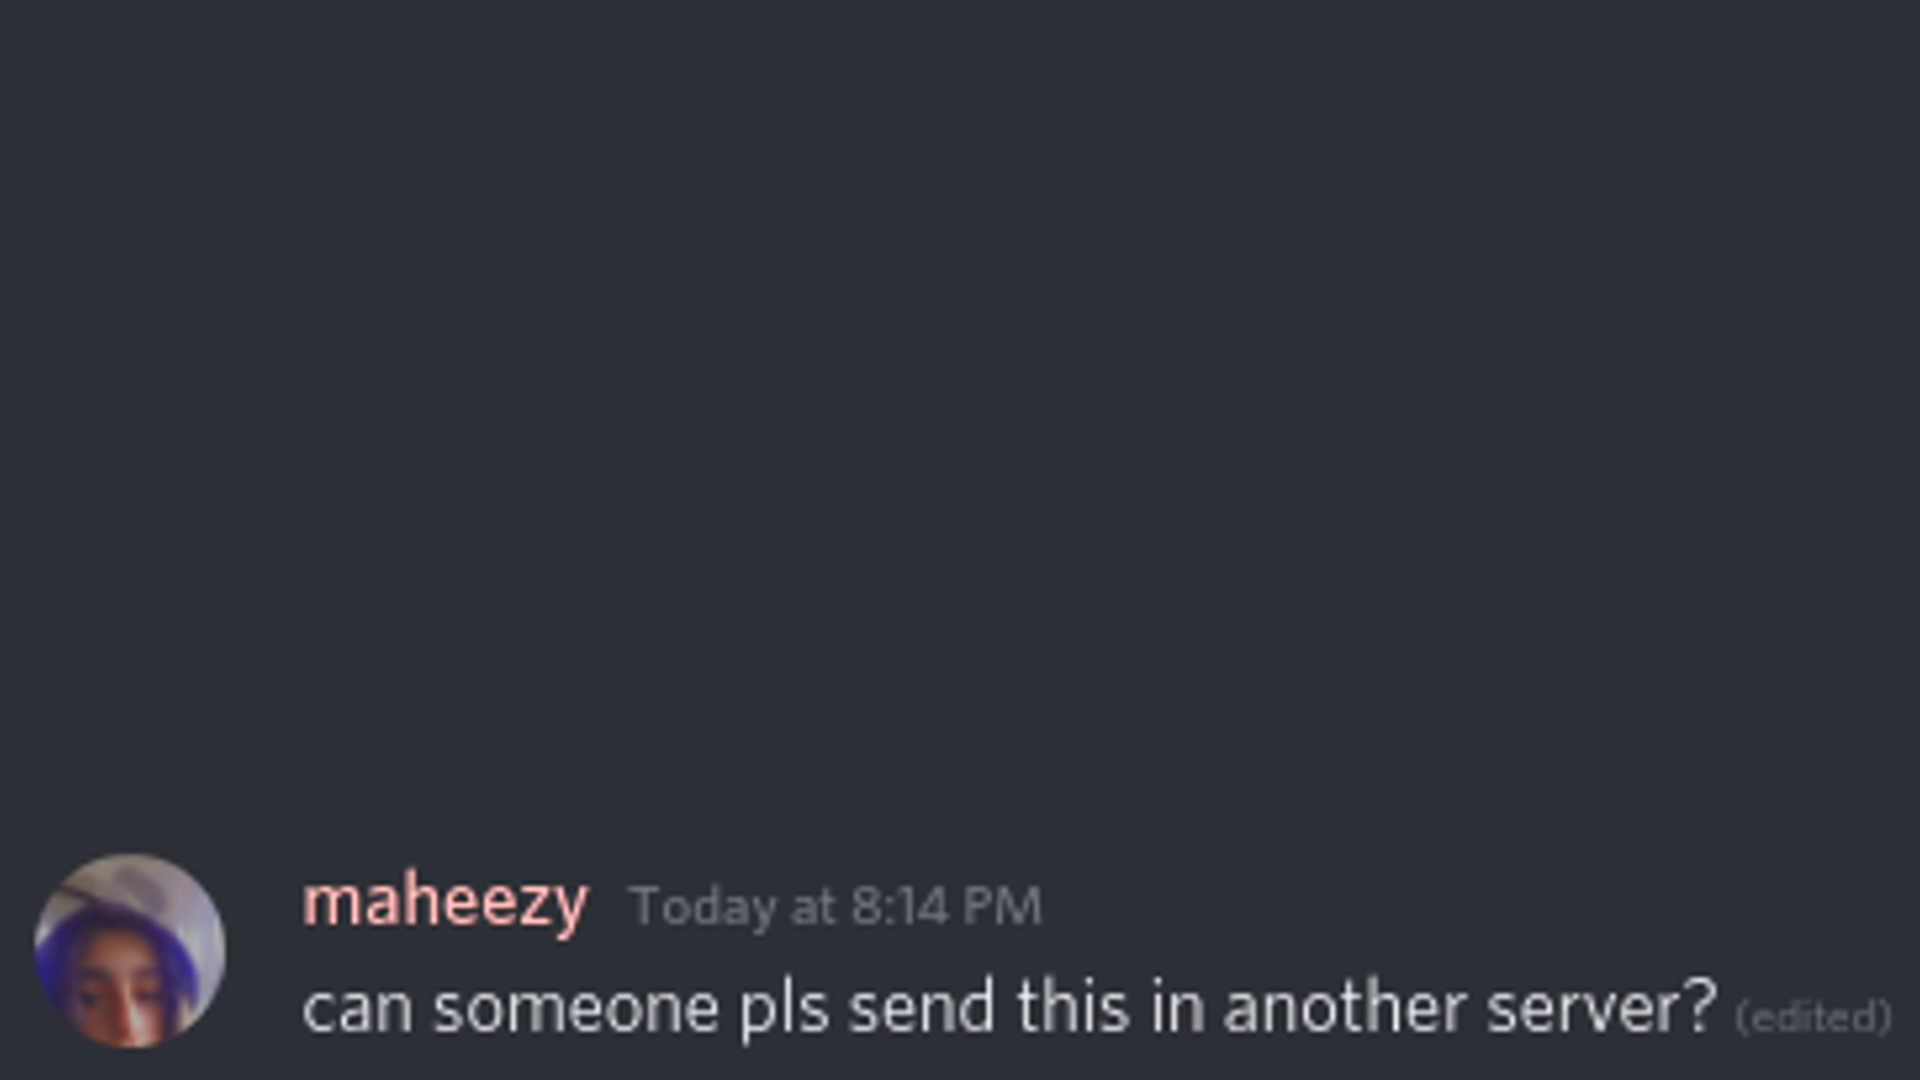 maheezy Today at 8:14 PM
can someone pls send this in another server? (edited)